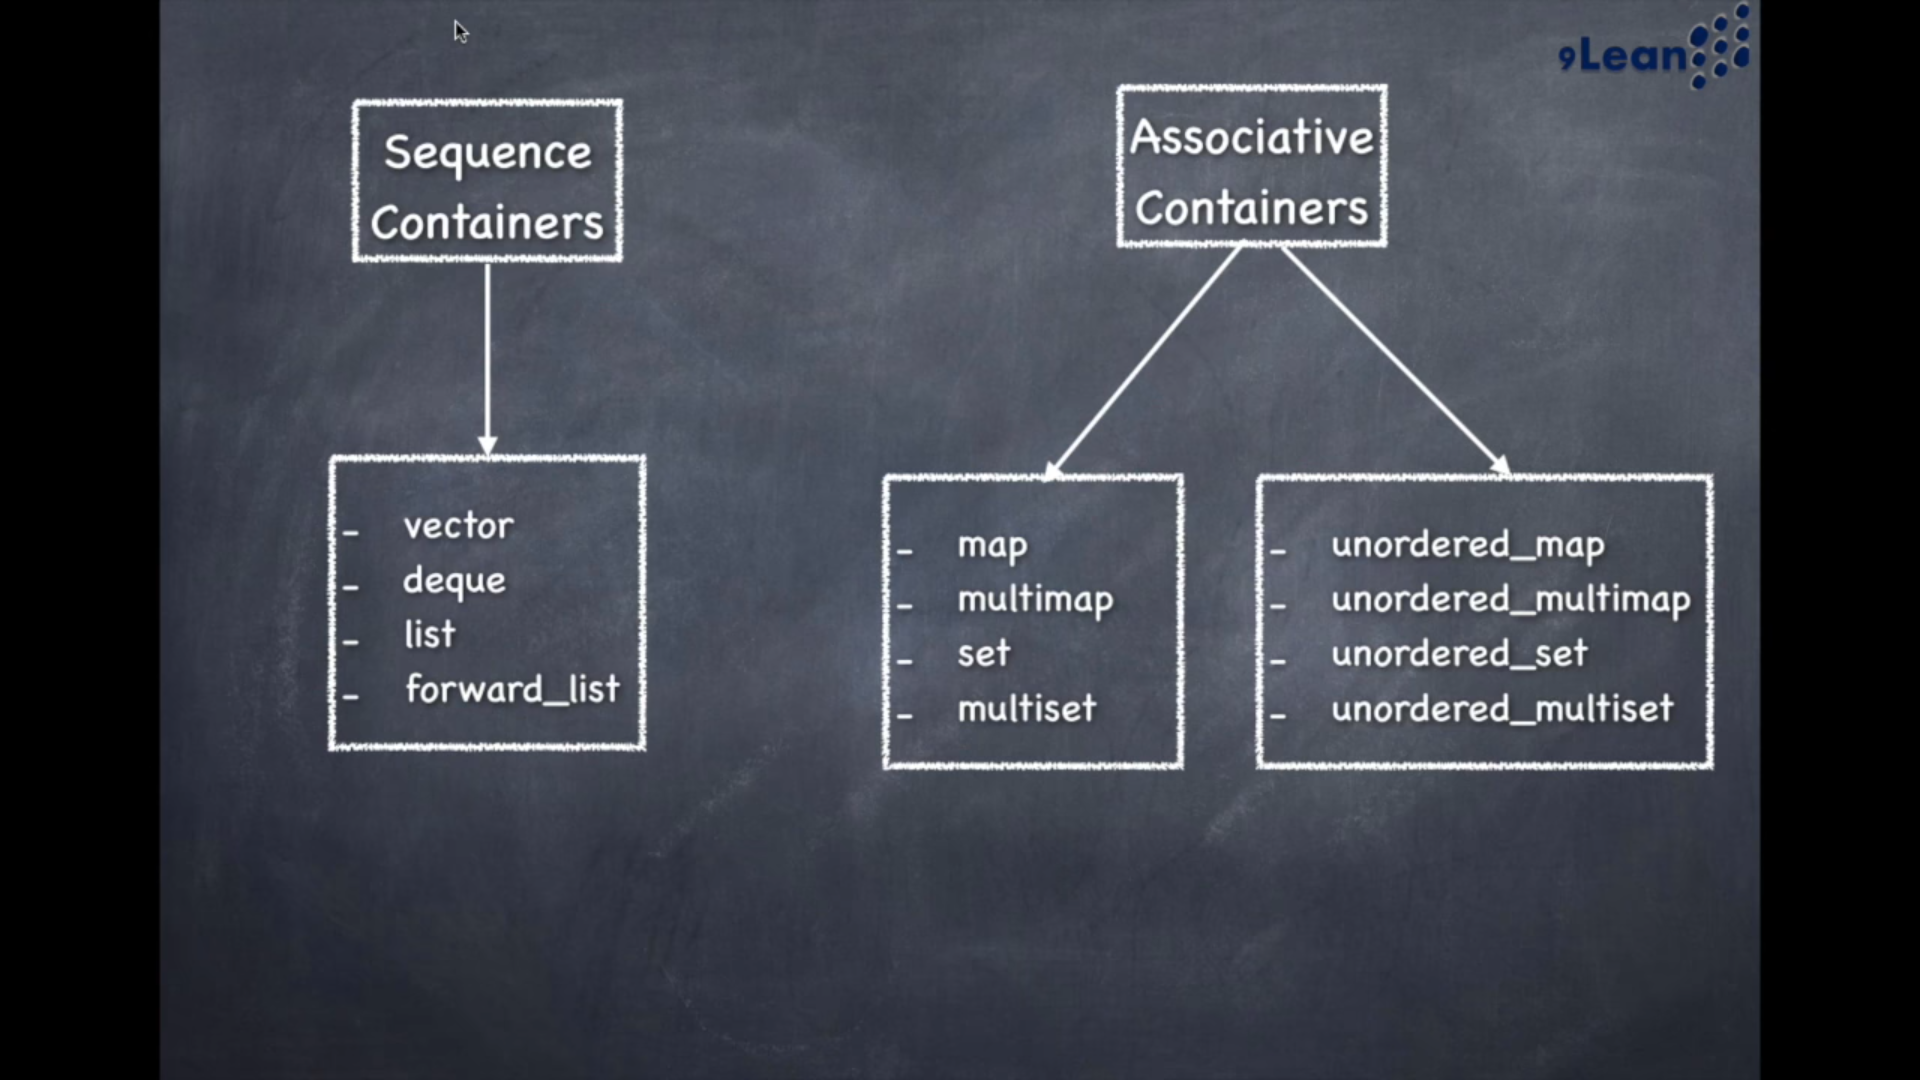 9Lean
Sequence
Containers
Associative
Containers
- vector
- deque
- list
- forward_list
- map
- multimap
- set
- multiset
- unordered_map
- unordered_multimap
- unordered_set
- unordered_multiset